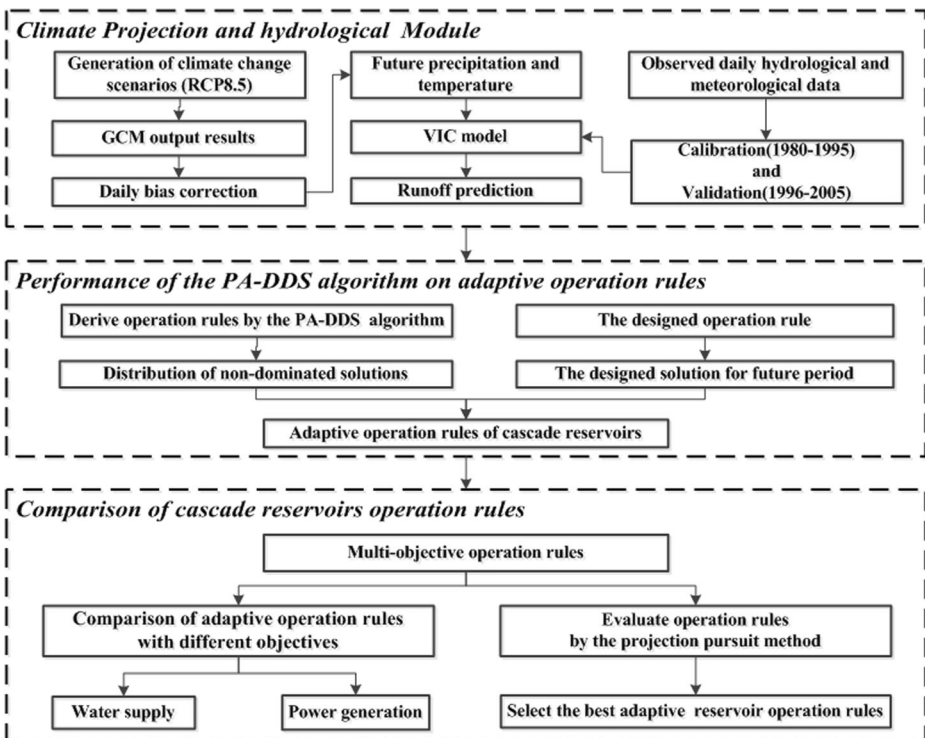 Climate Projection and hydrological Module
Generation of climate change
scenarios (RCP8.5)
GCM output results
Daily bias correction
Future precipitation and
temperature
VIC model
Runoff prediction
Observed daily hydrological and
meteorological data
Calibration(1980-1995)
and
Validation(1996-2005)
Performance of the PA-DDS algorithm on adaptive operation rules
Derive operation rules by the PA-DDS algorithm
Distribution of non-dominated solutions
The designed operation rule
The designed solution for future period
Adaptive operation rules of cascade reservoirs
Comparison of cascade reservoirs operation rules
Multi-objective operation rules
Comparison of adaptive operation rules
with different objectives
Water supply
Power generation
Evaluate operation rules
by the projection pursuit method
Select the best adaptive reservoir operation rules